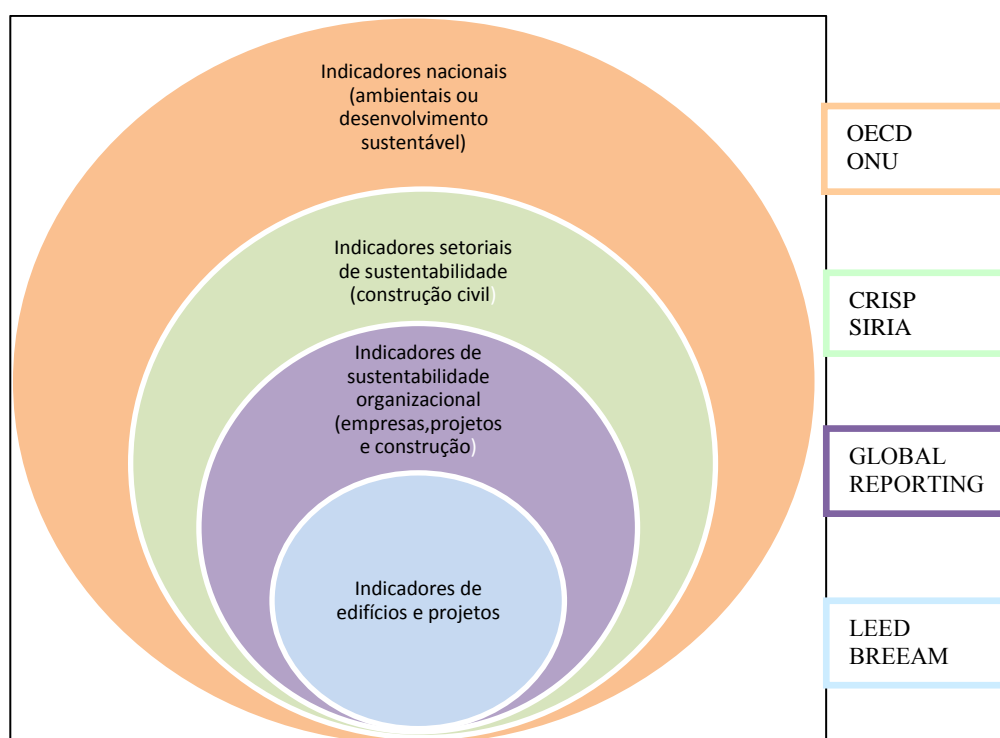 Indicadores nacionais
(ambientais ou
desenvolvimento
sustentável)
Indicadores setoriais
de sustentabilidade
(construção civil)
Indicadores de
sustentabilidade
organizacional
(empresas,projetos
e construção)
Indicadores de
edifícios e projetos
OECD
ONU
CRISP
SIRIA
GLOBAL
REPORTING
LEED
BREEAM